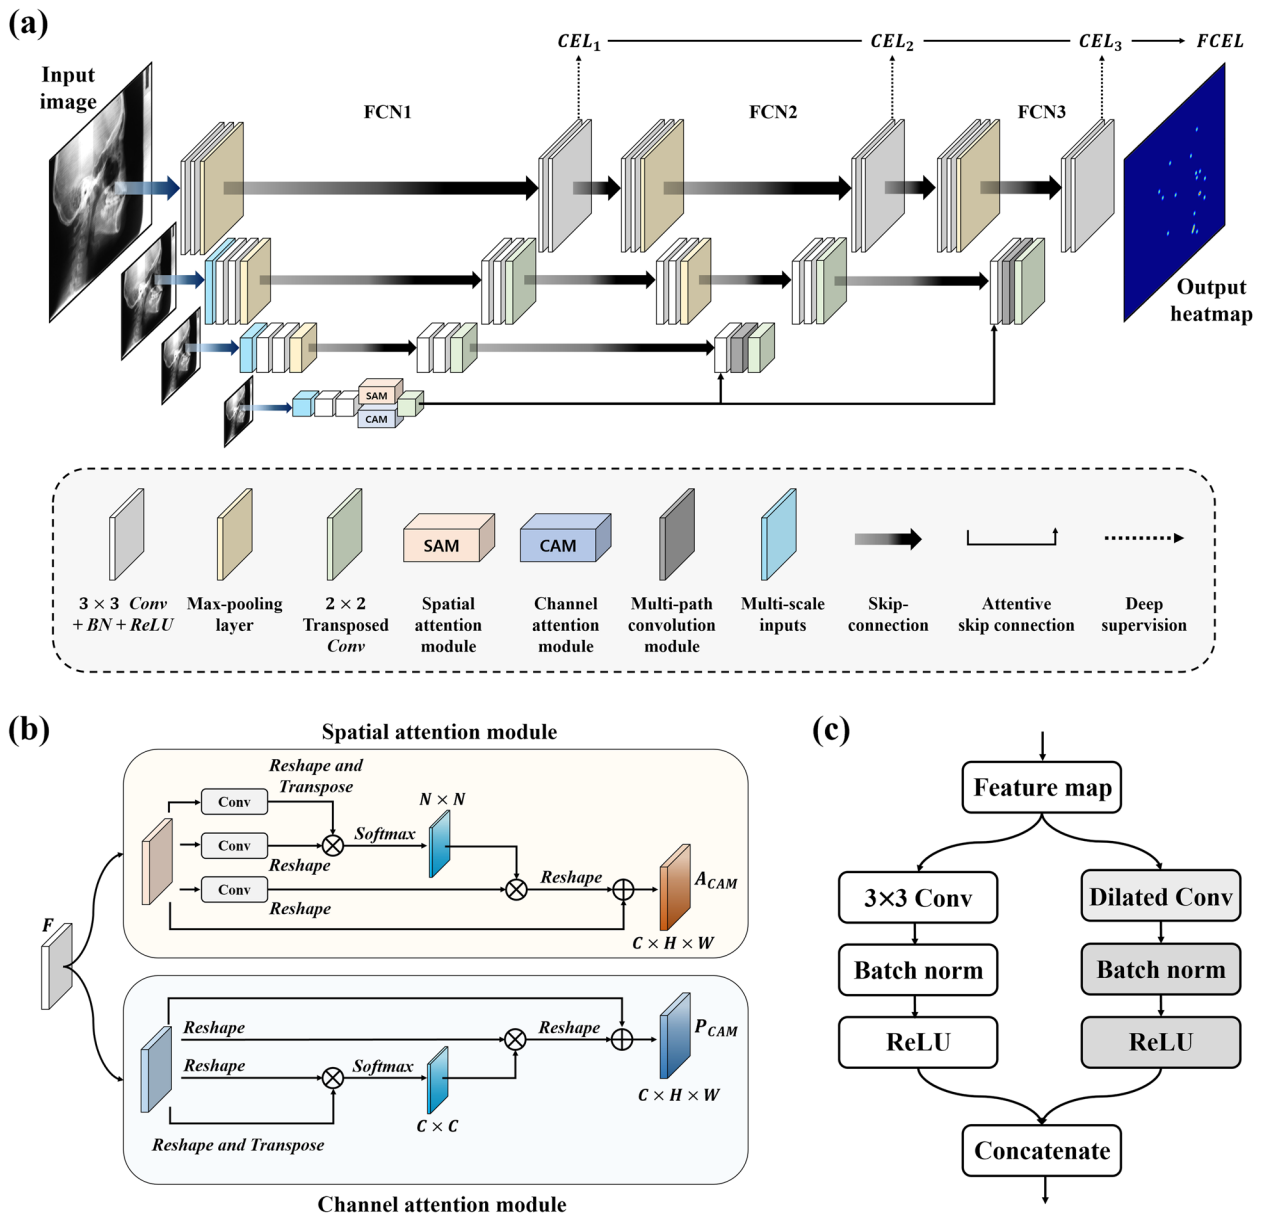 (a)
CEL₁
CEL₂
CEL₃
FCEL
Input
image
FCN1
FCN2
FCN3
Output
heatmap
SAM
CAM
SAM
CAM
3 × 3 Conv
+ BN + ReLU
Max-pooling
layer
2 × 2
Transposed
Conv
Spatial
attention
module
Channel
attention
module
Multi-path
convolution
module
Multi-scale
inputs
Skip-
connection
Attentive
skip connection
Deep
supervision
(b)
Spatial attention module
Reshape and
Transpose
Conv
N × N
Softmax
Conv
Reshape
Conv
Reshape
Reshape
A_CAM
C × H × W
F
Reshape
Reshape
P_CAM
Reshape
Softmax
C × H × W
C × C
Reshape and Transpose
Channel attention module
(c)
Feature map
3×3 Conv
Dilated Conv
Batch norm
Batch norm
ReLU
ReLU
Concatenate